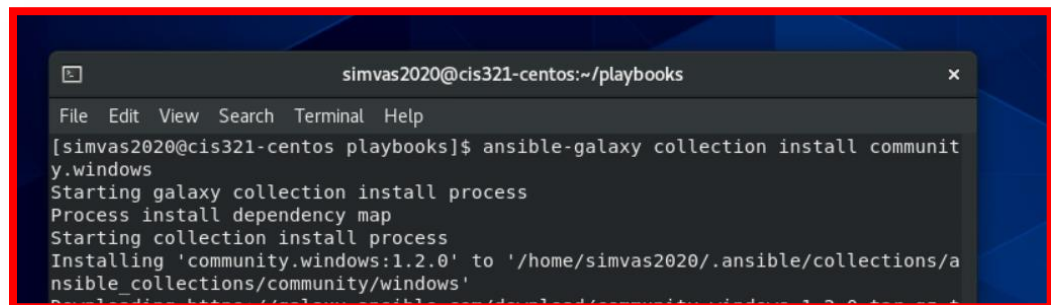 simvas2020@cis321-centos:~/playbooks ×
File Edit View Search Terminal Help
[simvas2020@cis321-centos playbooks]$ ansible-galaxy collection install communit
y.windows
Starting galaxy collection install process
Process install dependency map
Starting collection install process
Installing 'community.windows:1.2.0' to '/home/simvas2020/.ansible/collections/a
nsible_collections/community/windows'